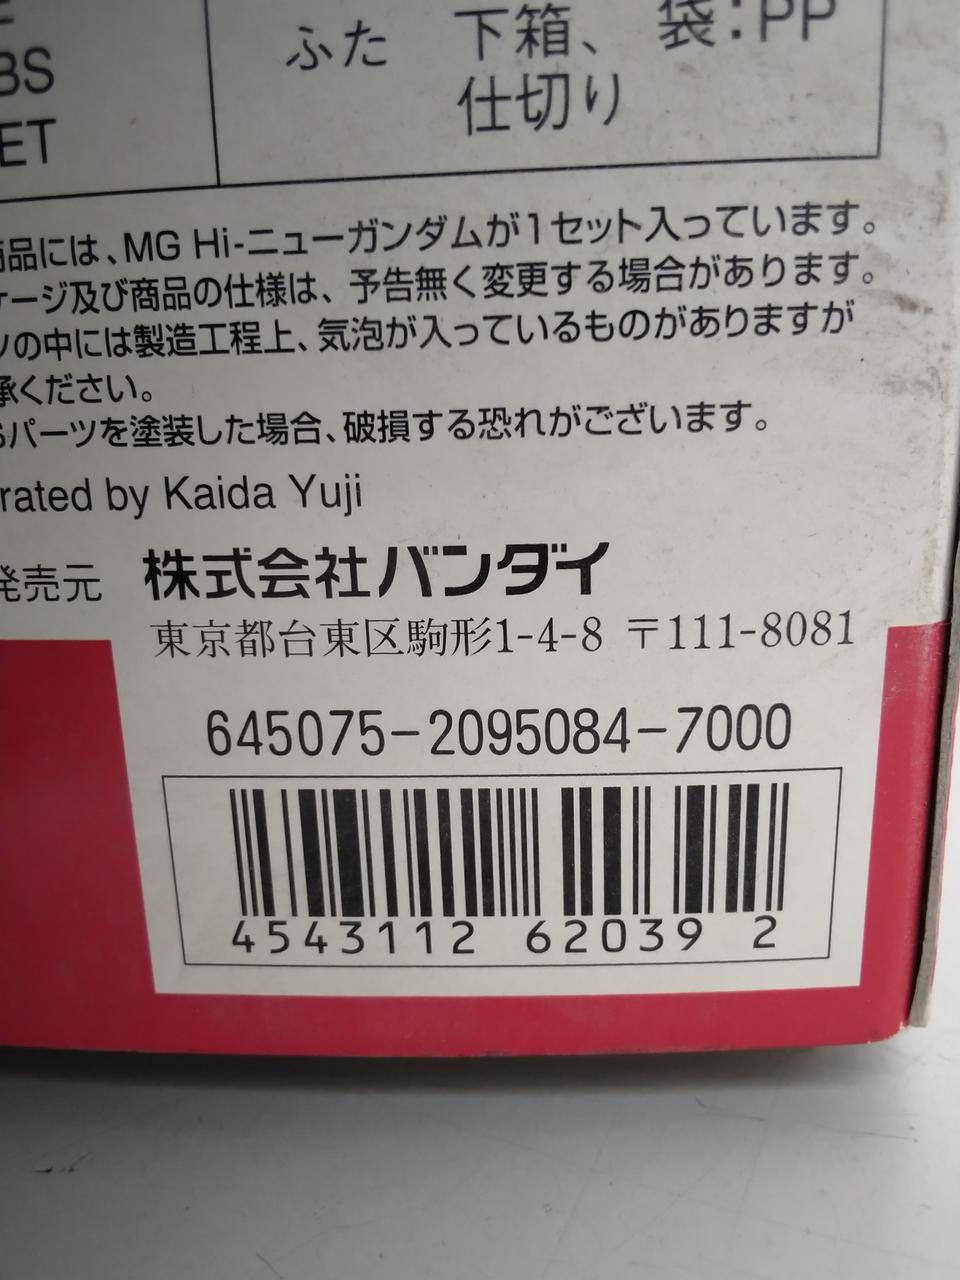 BS
ET
ふた
下箱、袋:PP
仕切り
商品には、MG Hi-ニューガンダムが1セット入っています。
ケージ及び商品の仕様は、予告無く変更する場合があります。
ツの中には製造工程上、気泡が入っているものがありますが
承ください。
Sパーツを塗装した場合、破損する恐れがございます。
rated by Kaida Yuji
発売元 株式会社バンダイ
東京都台東区駒形1-4-8 〒111-8081
645075-2095084-7000
4543112 62039 2